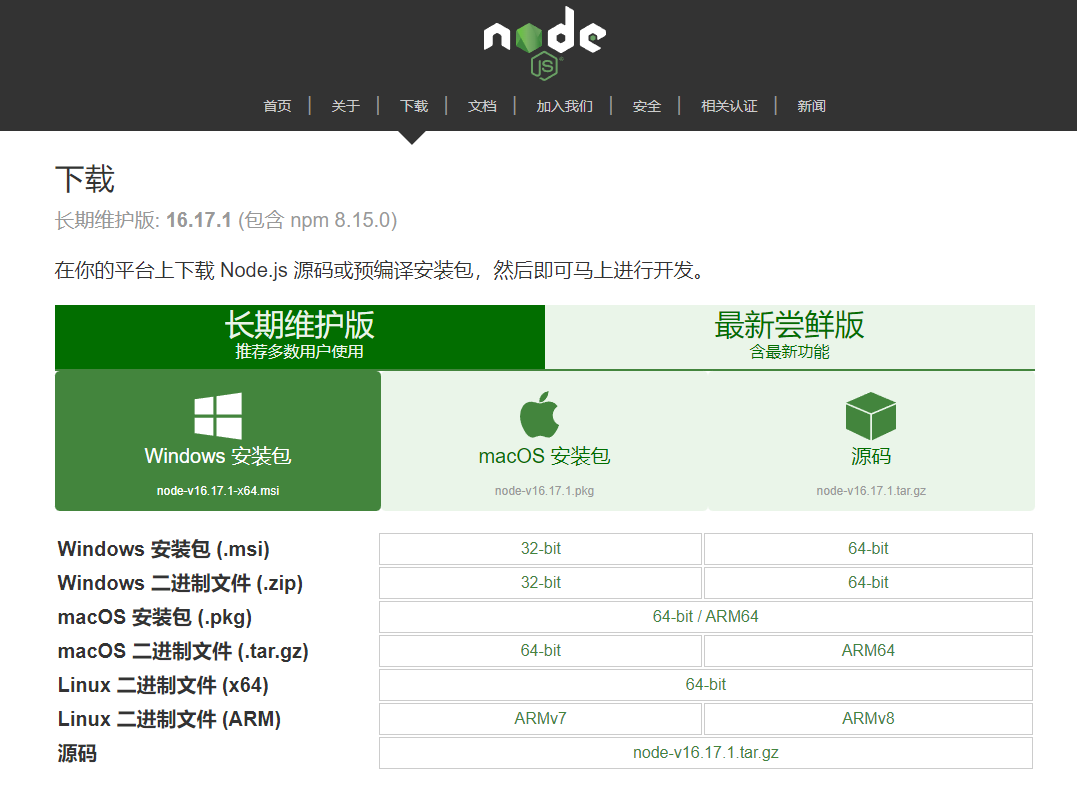 node
JS
首页 | 关于 | 下载 | 文档 | 加入我们 | 安全 | 相关认证 | 新闻
下载
长期维护版: 16.17.1 (包含 npm 8.15.0)
在你的平台上下载 Node.js 源码或预编译安装包，然后即可马上进行开发。
长期维护版 最新尝鲜版
推荐多数用户使用 含最新功能
Windows 安装包 macOS 安装包 源码
node-v16.17.1-x64.msi node-v16.17.1.pkg node-v16.17.1.tar.gz
Windows 安装包 (.msi) 32-bit 64-bit
Windows 二进制文件 (.zip) 32-bit 64-bit
macOS 安装包 (.pkg) 64-bit / ARM64
macOS 二进制文件 (.tar.gz) 64-bit ARM64
Linux 二进制文件 (x64) 64-bit
Linux 二进制文件 (ARM) ARMv7 ARMv8
源码 node-v16.17.1.tar.gz